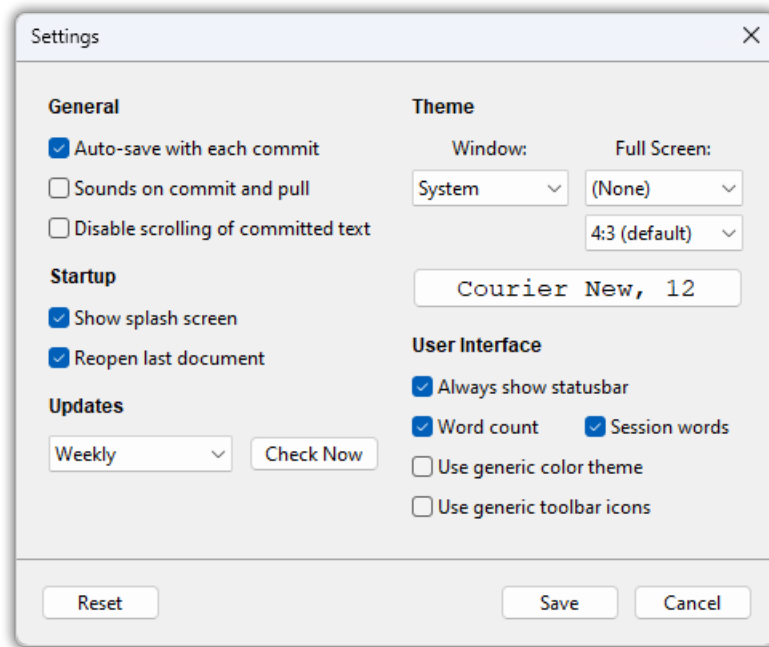 Settings
General
Auto-save with each commit
Sounds on commit and pull
Disable scrolling of committed text
Startup
Show splash screen
Reopen last document
Updates
Weekly
Check Now
Theme
Window:
Full Screen:
System
(None)
4:3 (default)
Courier New, 12
User Interface
Always show statusbar
Word count
Session words
Use generic color theme
Use generic toolbar icons
Reset
Save
Cancel